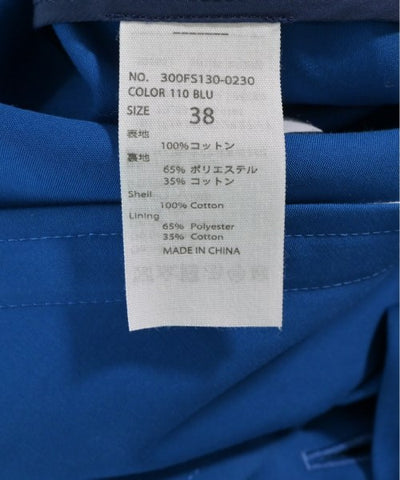 NO. 300FS130-0230
COLOR 110 BLU
SIZE 38
表地
100%コットン
裏地
65% ポリエステル
35% コットン
Shell
100% Cotton
Lining
65% Polyester
35% Cotton
MADE IN CHINA